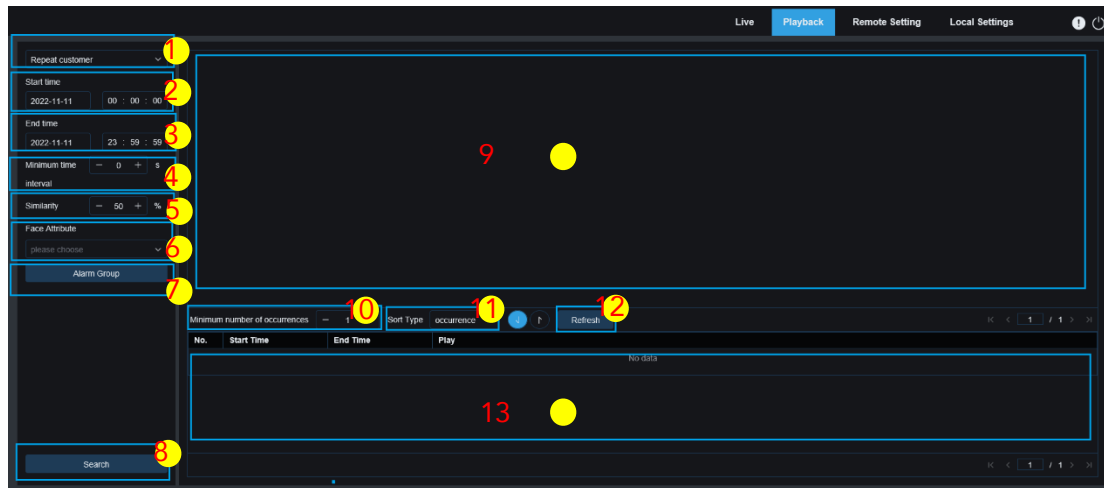 Live Playback Remote Setting Local Settings
1
Repeat customer
Start time
2
2022-11-11 00 : 00 : 00
End time
3
2022-11-11 23 : 59 : 59
Minimum time − 0 + s
4
interval
Similarity − 50 + %
5
Face Attribute
6
please choose
Alarm Group
7
9
10 11 12
Minimum number of occurrences − 1 Sort Type occurrence Refresh 1 / 1
No. Start Time End Time Play
No data
13
8
Search 1 / 1